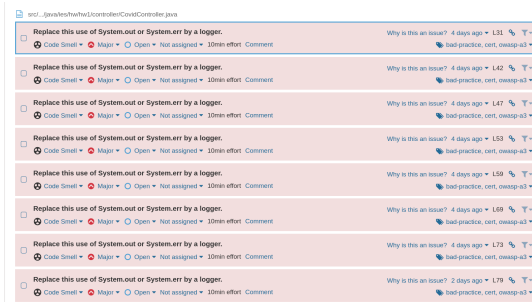 src/.../java/ies/hw/hw1/controller/CovidController.java
Replace this use of System.out or System.err by a logger. Why is this an issue? 4 days ago L31
Code Smell Major Open Not assigned 10min effort Comment bad-practice, cert, owasp-a3
Replace this use of System.out or System.err by a logger. Why is this an issue? 4 days ago L42
Code Smell Major Open Not assigned 10min effort Comment bad-practice, cert, owasp-a3
Replace this use of System.out or System.err by a logger. Why is this an issue? 4 days ago L47
Code Smell Major Open Not assigned 10min effort Comment bad-practice, cert, owasp-a3
Replace this use of System.out or System.err by a logger. Why is this an issue? 4 days ago L53
Code Smell Major Open Not assigned 10min effort Comment bad-practice, cert, owasp-a3
Replace this use of System.out or System.err by a logger. Why is this an issue? 4 days ago L59
Code Smell Major Open Not assigned 10min effort Comment bad-practice, cert, owasp-a3
Replace this use of System.out or System.err by a logger. Why is this an issue? 4 days ago L69
Code Smell Major Open Not assigned 10min effort Comment bad-practice, cert, owasp-a3
Replace this use of System.out or System.err by a logger. Why is this an issue? 4 days ago L73
Code Smell Major Open Not assigned 10min effort Comment bad-practice, cert, owasp-a3
Replace this use of System.out or System.err by a logger. Why is this an issue? 2 days ago L79
Code Smell Major Open Not assigned 10min effort Comment bad-practice, cert, owasp-a3